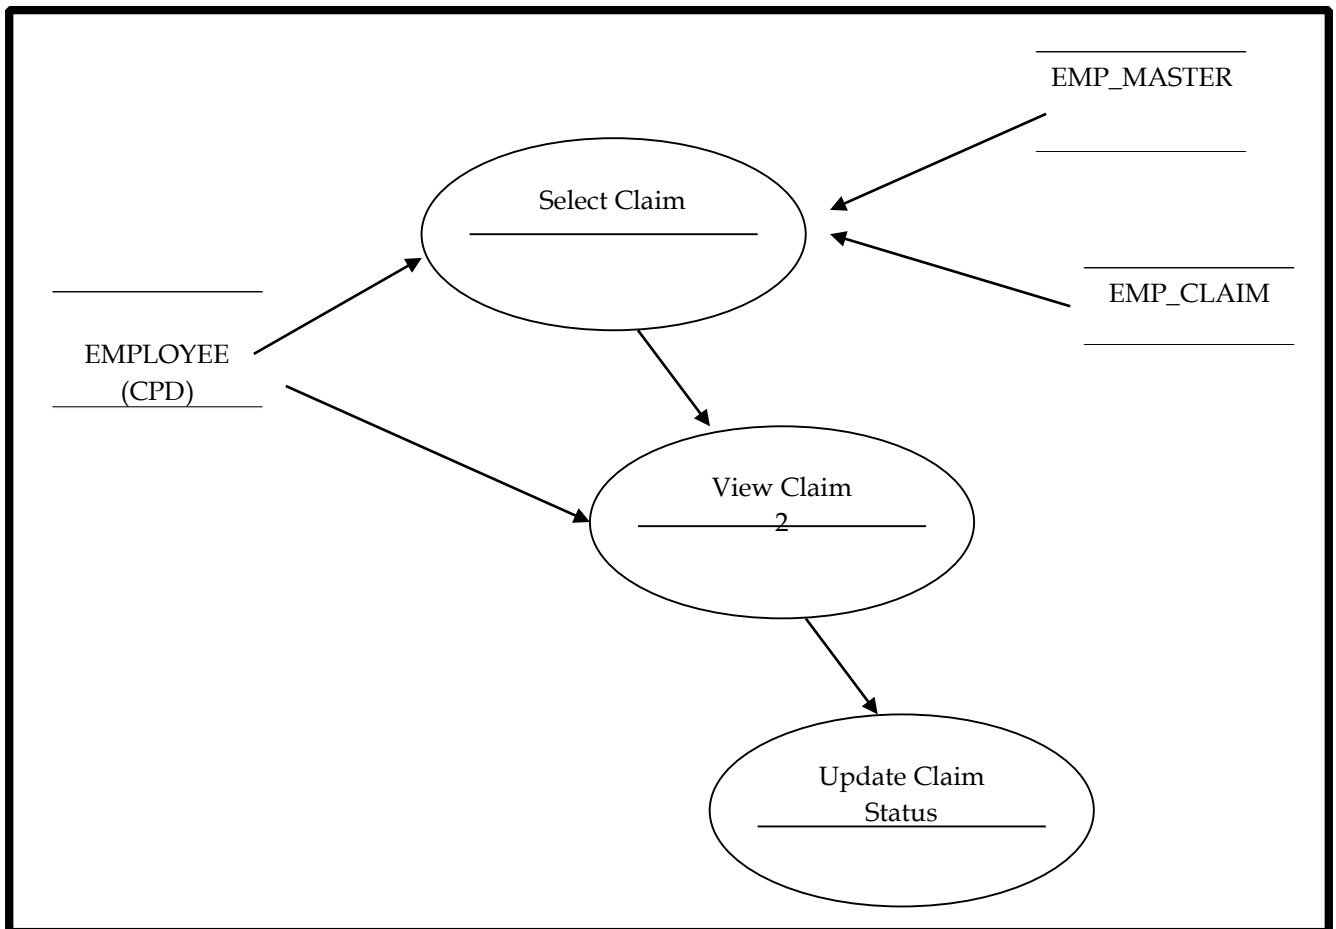 EMP_MASTER
Select Claim
EMP_CLAIM
EMPLOYEE
(CPD)
View Claim
2
Update Claim
Status